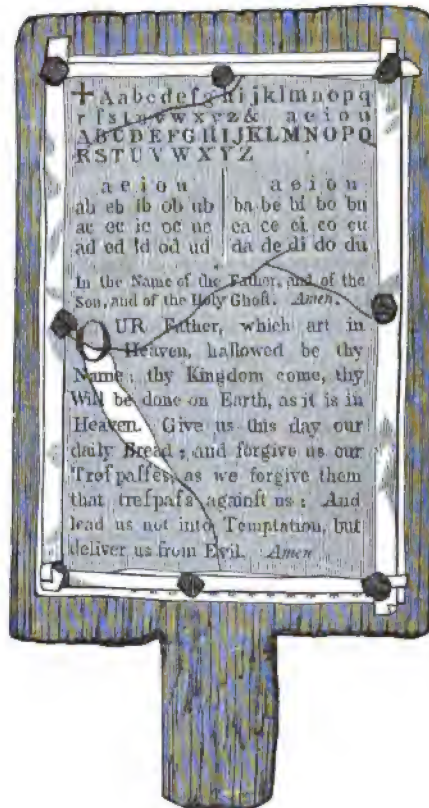 ✝ Aabcdefghijklmnopq
rſstuvwxyz& aeiou
ABCDEFGHIJKLMNOPQ
RSTUVWXYZ
a e i o u a e i o u
ab eb ib ob ub ba be bi bo bu
ac ec ic oc uc ca ce ci co cu
ad ed id od ud da de di do du
In the Name of the Father, and of the
Son, and of the Holy Ghoſt. Amen.
OUR Father, which art in
Heaven, hallowed be thy
Name; thy Kingdom come, thy
Will be done on Earth, as it is in
Heaven. Give us this day our
daily Bread; and forgive us our
Treſpaſſes, as we forgive them
that treſpaſs againſt us: And
lead us not into Temptation, but
deliver us from Evil. Amen